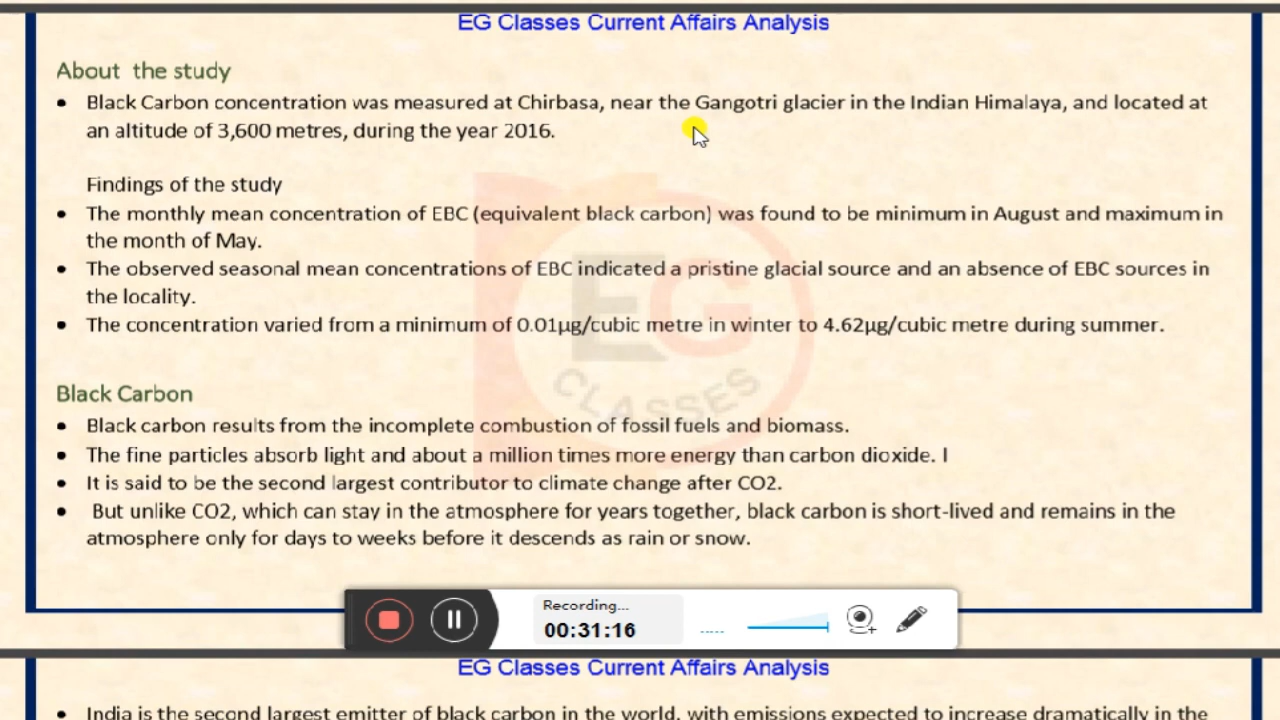 EG Classes Current Affairs Analysis
About the study
• Black Carbon concentration was measured at Chirbasa, near the Gangotri glacier in the Indian Himalaya, and located at
an altitude of 3,600 metres, during the year 2016.
Findings of the study
• The monthly mean concentration of EBC (equivalent black carbon) was found to be minimum in August and maximum in
the month of May.
• The observed seasonal mean concentrations of EBC indicated a pristine glacial source and an absence of EBC sources in
the locality.
• The concentration varied from a minimum of 0.01µg/cubic metre in winter to 4.62µg/cubic metre during summer.
EG
CLASSES
Black Carbon
• Black carbon results from the incomplete combustion of fossil fuels and biomass.
• The fine particles absorb light and about a million times more energy than carbon dioxide. I
• It is said to be the second largest contributor to climate change after CO2.
• But unlike CO2, which can stay in the atmosphere for years together, black carbon is short-lived and remains in the
atmosphere only for days to weeks before it descends as rain or snow.
Recording...
00:31:16
EG Classes Current Affairs Analysis
• India is the second largest emitter of black carbon in the world, with emissions expected to increase dramatically in the